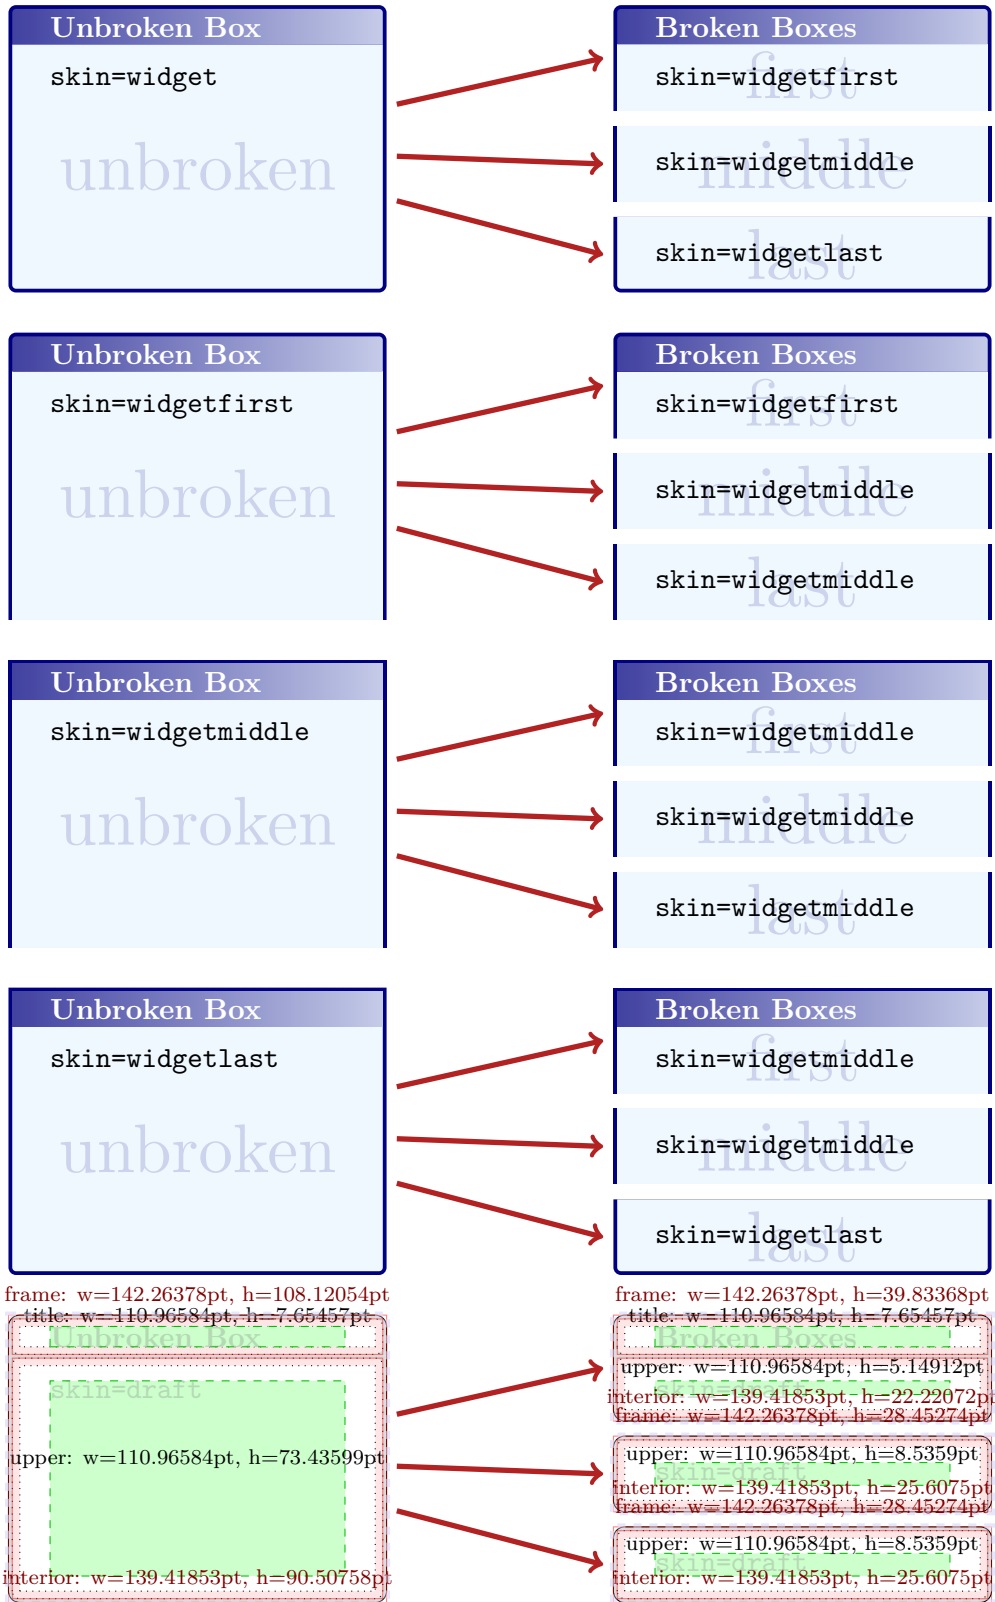 Unbroken Box
skin=widget
unbroken
Broken Boxes
first
skin=widgetfirst
middle
skin=widgetmiddle
last
skin=widgetlast
Unbroken Box
skin=widgetfirst
unbroken
Broken Boxes
first
skin=widgetfirst
middle
skin=widgetmiddle
last
skin=widgetmiddle
Unbroken Box
skin=widgetmiddle
unbroken
Broken Boxes
first
skin=widgetmiddle
middle
skin=widgetmiddle
last
skin=widgetmiddle
Unbroken Box
skin=widgetlast
unbroken
Broken Boxes
first
skin=widgetmiddle
middle
skin=widgetmiddle
last
skin=widgetlast
frame: w=142.26378pt, h=108.12054pt
title: w=110.96584pt, h=7.65457pt
Unbroken Box
skin=draft
upper: w=110.96584pt, h=73.43599pt
interior: w=139.41853pt, h=90.50758pt
frame: w=142.26378pt, h=39.83368pt
title: w=110.96584pt, h=7.65457pt
Broken Boxes
upper: w=110.96584pt, h=5.14912pt
skin=draft
interior: w=139.41853pt, h=22.22072pt
frame: w=142.26378pt, h=28.45274pt
upper: w=110.96584pt, h=8.5359pt
skin=draft
interior: w=139.41853pt, h=25.6075pt
frame: w=142.26378pt, h=28.45274pt
upper: w=110.96584pt, h=8.5359pt
skin=draft
interior: w=139.41853pt, h=25.6075pt